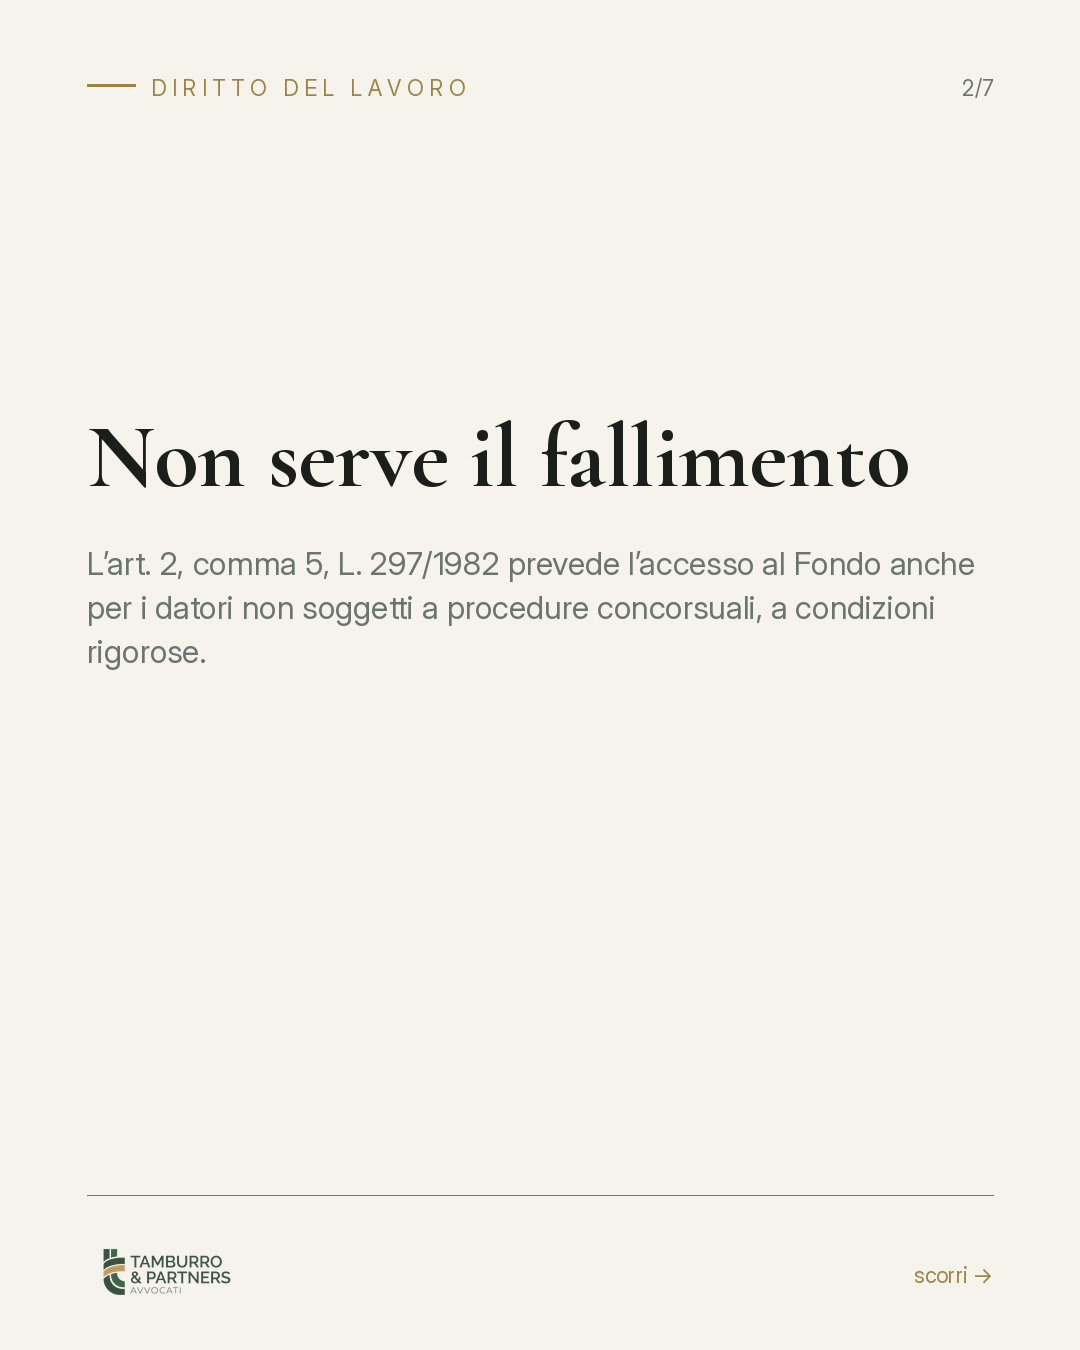 DIRITTO DEL LAVORO
2/7
Non serve il fallimento
L’art. 2, comma 5, L. 297/1982 prevede l’accesso al Fondo anche
per i datori non soggetti a procedure concorsuali, a condizioni
rigorose.
TAMBURRO
& PARTNERS
AVVOCATI
scorri →